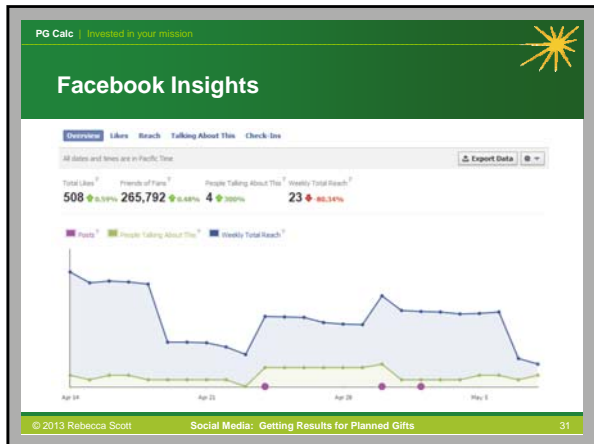 PG Calc | Invested in your mission
Facebook Insights
Overview Likes Reach Talking About This Check-Ins
All dates and times are in Pacific Time
Export Data
Total Likes? Friends of Fans? People Talking About This? Weekly Total Reach?
508 0.59% 265,792 0.48% 4 300% 23 -80.34%
Posts? People Talking About This? Weekly Total Reach?
Apr 14 Apr 21 Apr 28 May 5
© 2013 Rebecca Scott Social Media: Getting Results for Planned Gifts 31